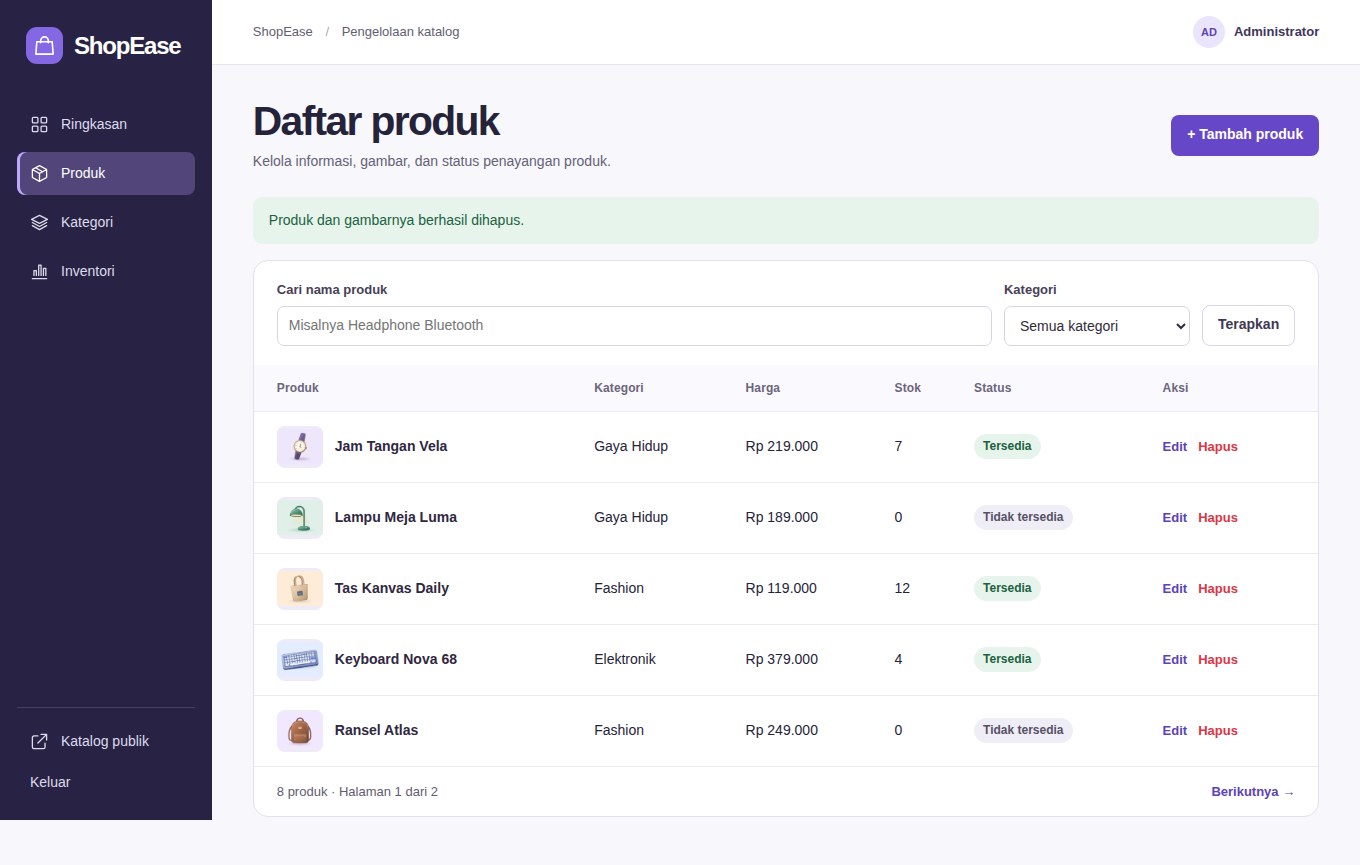 ShopEase
Ringkasan
Produk
Kategori
Inventori
Katalog publik
Keluar
ShopEase / Pengelolaan katalog
AD Administrator
Daftar produk
Kelola informasi, gambar, dan status penayangan produk.
+ Tambah produk
Produk dan gambarnya berhasil dihapus.
Cari nama produk Kategori
Misalnya Headphone Bluetooth Semua kategori Terapkan
Produk Kategori Harga Stok Status Aksi
Jam Tangan Vela Gaya Hidup Rp 219.000 7 Tersedia Edit Hapus
Lampu Meja Luma Gaya Hidup Rp 189.000 0 Tidak tersedia Edit Hapus
Tas Kanvas Daily Fashion Rp 119.000 12 Tersedia Edit Hapus
Keyboard Nova 68 Elektronik Rp 379.000 4 Tersedia Edit Hapus
Ransel Atlas Fashion Rp 249.000 0 Tidak tersedia Edit Hapus
8 produk · Halaman 1 dari 2 Berikutnya →